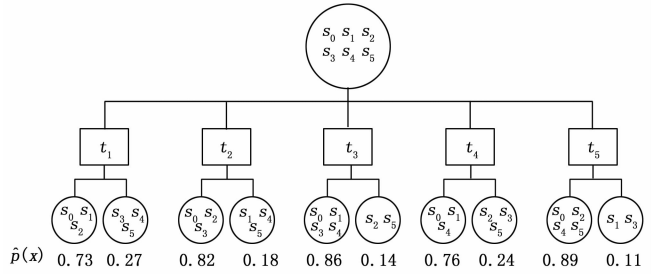 s₀ s₁ s₂
s₃ s₄ s₅
t₁ t₂ t₃ t₄ t₅
s₀ s₁ s₃ s₄ s₀ s₂ s₁ s₄ s₀ s₁ s₂ s₅ s₀ s₁ s₂ s₃ s₀ s₂ s₁ s₃
s₂ s₅ s₃ s₅ s₃ s₄ s₄ s₅ s₄ s₅
p̂(x) 0.73 0.27 0.82 0.18 0.86 0.14 0.76 0.24 0.89 0.11